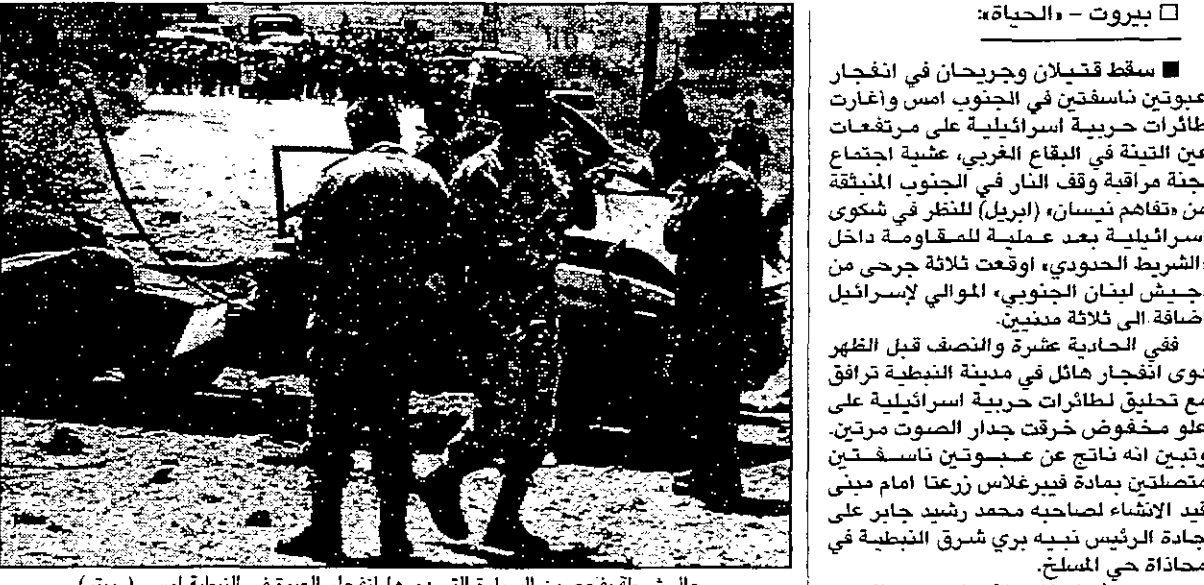 □ بيروت – «الحياة»:
■ سقط قتيلان وجريحان في انفجار
عبوتين ناسفتين في الجنوب امس وأغارت
طائرات حربية اسرائيلية على مرتفعات
عين التينة في البقاع الغربي، عشية اجتماع
لجنة مراقبة وقف النار في الجنوب المنبثقة
من «تفاهم نيسان» (ابريل) للنظر في شكوى
اسرائيلية بعد عملية للمقاومة داخل
«الشريط الحدودي» اوقعت ثلاثة جرحى من
«جيش لبنان الجنوبي» الموالي لإسرائيل
اضافة الى ثلاثة مدنيين.
ففي الحادية عشرة والنصف قبل الظهر
دوى انفجار هائل في مدينة النبطية ترافق
مع تحليق لطائرات حربية اسرائيلية على
علو مخفوض خرقت جدار الصوت مرتين.
وتبين انه ناتج عن عبوتين ناسفتين
متصلتين بمادة فيبرغلاس زرعتا امام مبنى
قيد الانشاء لصاحبه محمد رشيد جابر على
جادة الرئيس نبيه بري شرق النبطية في
محاذاة حي المسلخ.